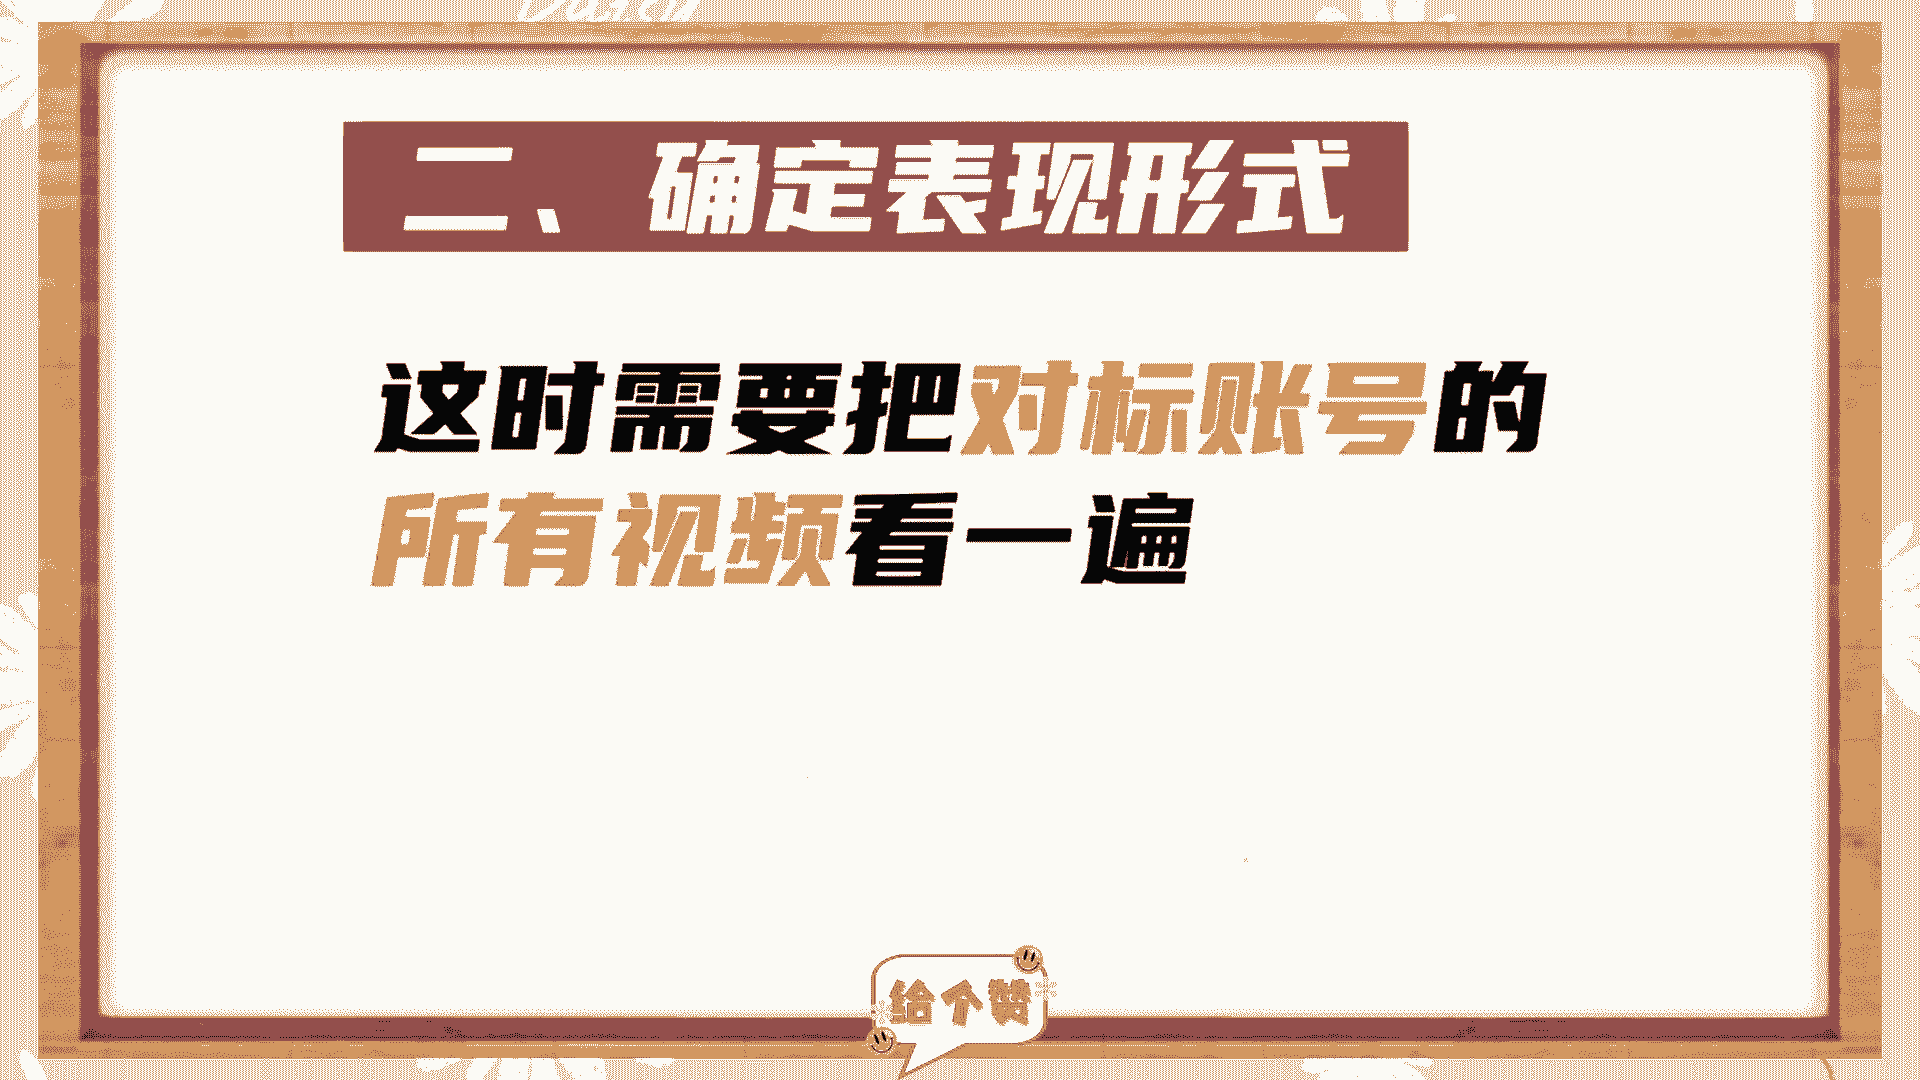 二、确定表现形式
这时需要把对标账号的
所有视频看一遍
给个赞